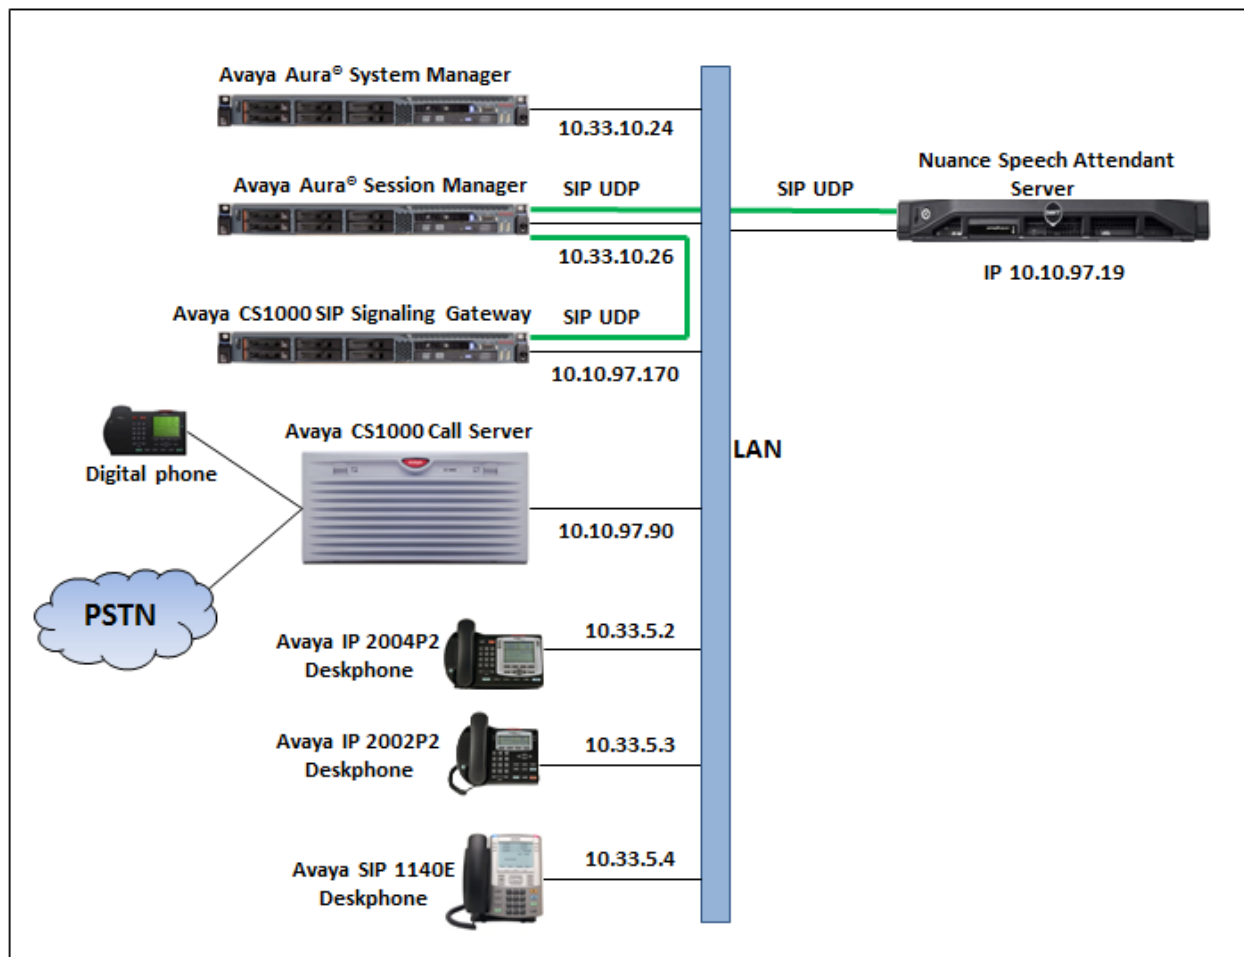 Avaya Aura® System Manager
10.33.10.24
Nuance Speech Attendant
Server
Avaya Aura® Session Manager
SIP UDP
SIP UDP
10.33.10.26
IP 10.10.97.19
Avaya CS1000 SIP Signaling Gateway
SIP UDP
10.10.97.170
Avaya CS1000 Call Server
Digital phone
LAN
10.10.97.90
PSTN
Avaya IP 2004P2
Deskphone
10.33.5.2
Avaya IP 2002P2
Deskphone
10.33.5.3
Avaya SIP 1140E
Deskphone
10.33.5.4